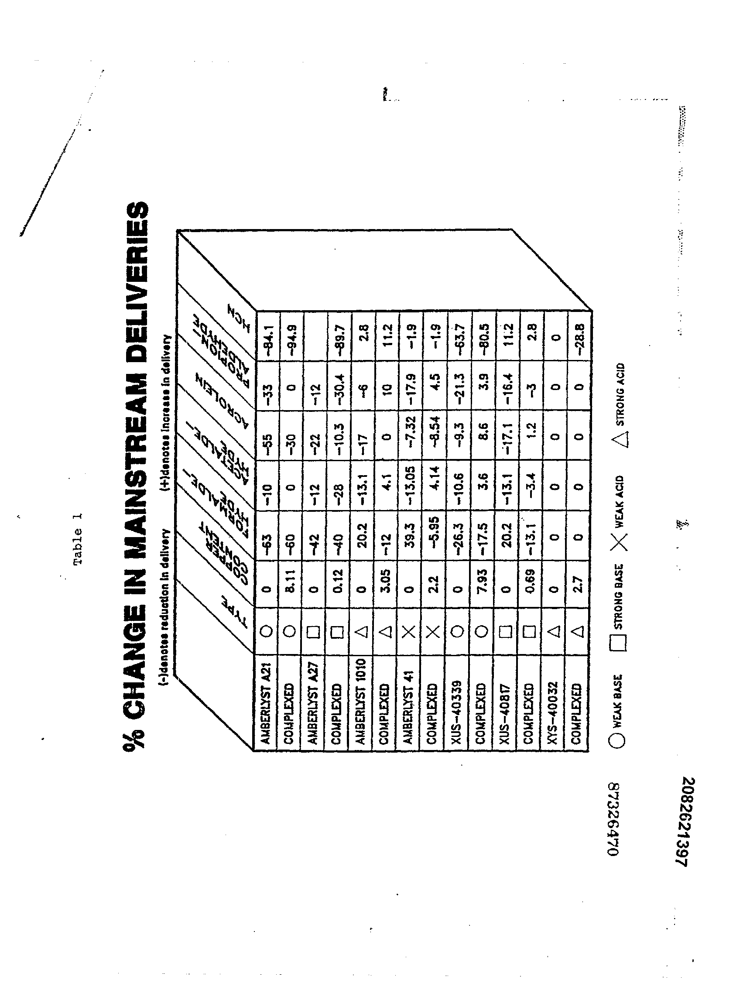 Table 1
% CHANGE IN MAINSTREAM DELIVERIES
(-)denotes reduction in delivery (+)denotes increase in delivery
TYPE COPPER CONTENT FORMALDE-HYDE ACETALDE-HYDE ACROLEIN PROPION-ALDEHYDE HCN
AMBERLYST A21 0 -63 -10 -55 -33 -84.1
COMPLEXED 8.11 -60 0 -30 0 -94.9
AMBERLYST A27 0 -42 -12 -22 -12
COMPLEXED 0.12 -40 -28 -10.3 -30.4 -89.7
AMBERLYST 1010 0 20.2 -13.1 -17 -6 2.8
COMPLEXED 3.05 -12 4.1 0 10 11.2
AMBERLYST 41 0 39.3 -13.05 -7.32 -17.9 -1.9
COMPLEXED 2.2 -5.95 4.14 -8.54 4.5 -1.9
XUS-40339 0 -26.3 -10.6 -9.3 -21.3 -63.7
COMPLEXED 7.93 -17.5 3.6 8.6 3.9 -80.5
XUS-40817 0 20.2 -13.1 -17.1 -16.4 11.2
COMPLEXED 0.69 -13.1 -3.4 1.2 -3 2.8
XYS-40032 0 0 0 0 0 0
COMPLEXED 2.7 0 0 0 0 -28.8
WEAK BASE STRONG BASE WEAK ACID STRONG ACID
87326470
2082621397